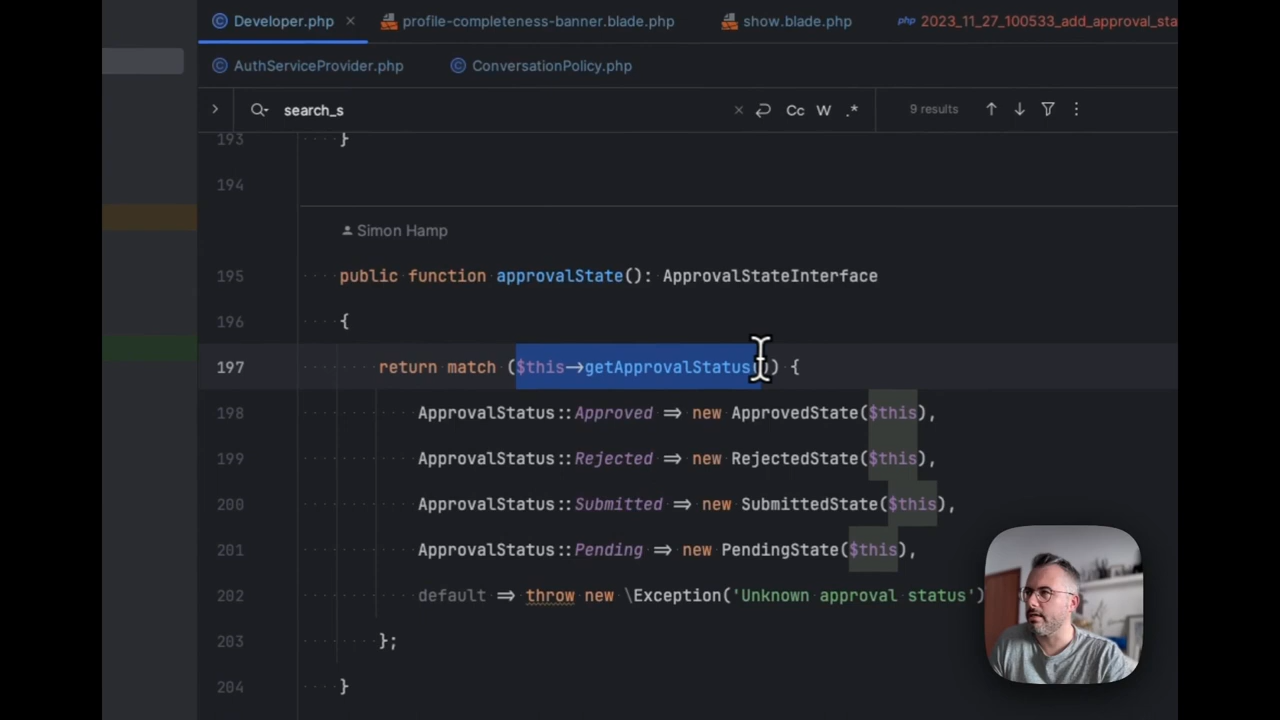 Developer.php
profile-completeness-banner.blade.php
show.blade.php
php 2023_11_27_100533_add_approval_sta
AuthServiceProvider.php
ConversationPolicy.php
search_s
Cc W .*
9 results
193 }
194
Simon Hamp
195 public function approvalState(): ApprovalStateInterface
196 {
197 return match ($this->getApprovalStatus()) {
198 ApprovalStatus::Approved => new ApprovedState($this),
199 ApprovalStatus::Rejected => new RejectedState($this),
200 ApprovalStatus::Submitted => new SubmittedState($this),
201 ApprovalStatus::Pending => new PendingState($this),
202 default => throw new \Exception('Unknown approval status')
203 };
204 }